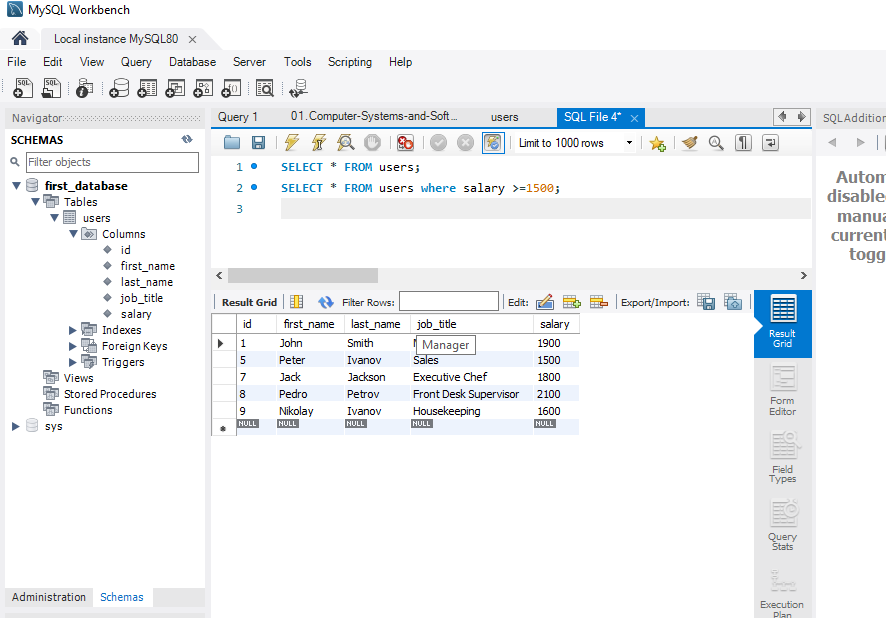 MySQL Workbench
Local instance MySQL80
File Edit View Query Database Server Tools Scripting Help
Navigator
SCHEMAS
Filter objects
first_database
Tables
users
Columns
id
first_name
last_name
job_title
salary
Indexes
Foreign Keys
Triggers
Views
Stored Procedures
Functions
sys
Administration Schemas
Query 1 01.Computer-Systems-and-Soft... users SQL File 4*
Limit to 1000 rows
1 SELECT * FROM users;
2 SELECT * FROM users where salary >=1500;
3
Result Grid Filter Rows: Edit: Export/Import:
id first_name last_name job_title salary
1 John Smith Manager 1900
5 Peter Ivanov Sales 1500
7 Jack Jackson Executive Chef 1800
8 Pedro Petrov Front Desk Supervisor 2100
9 Nikolay Ivanov Housekeeping 1600
NULL NULL NULL NULL NULL
Result
Grid
Form
Editor
Field
Types
Query
Stats
Execution
Plan
SQLAddition
Autom
disabled
manua
current
togg